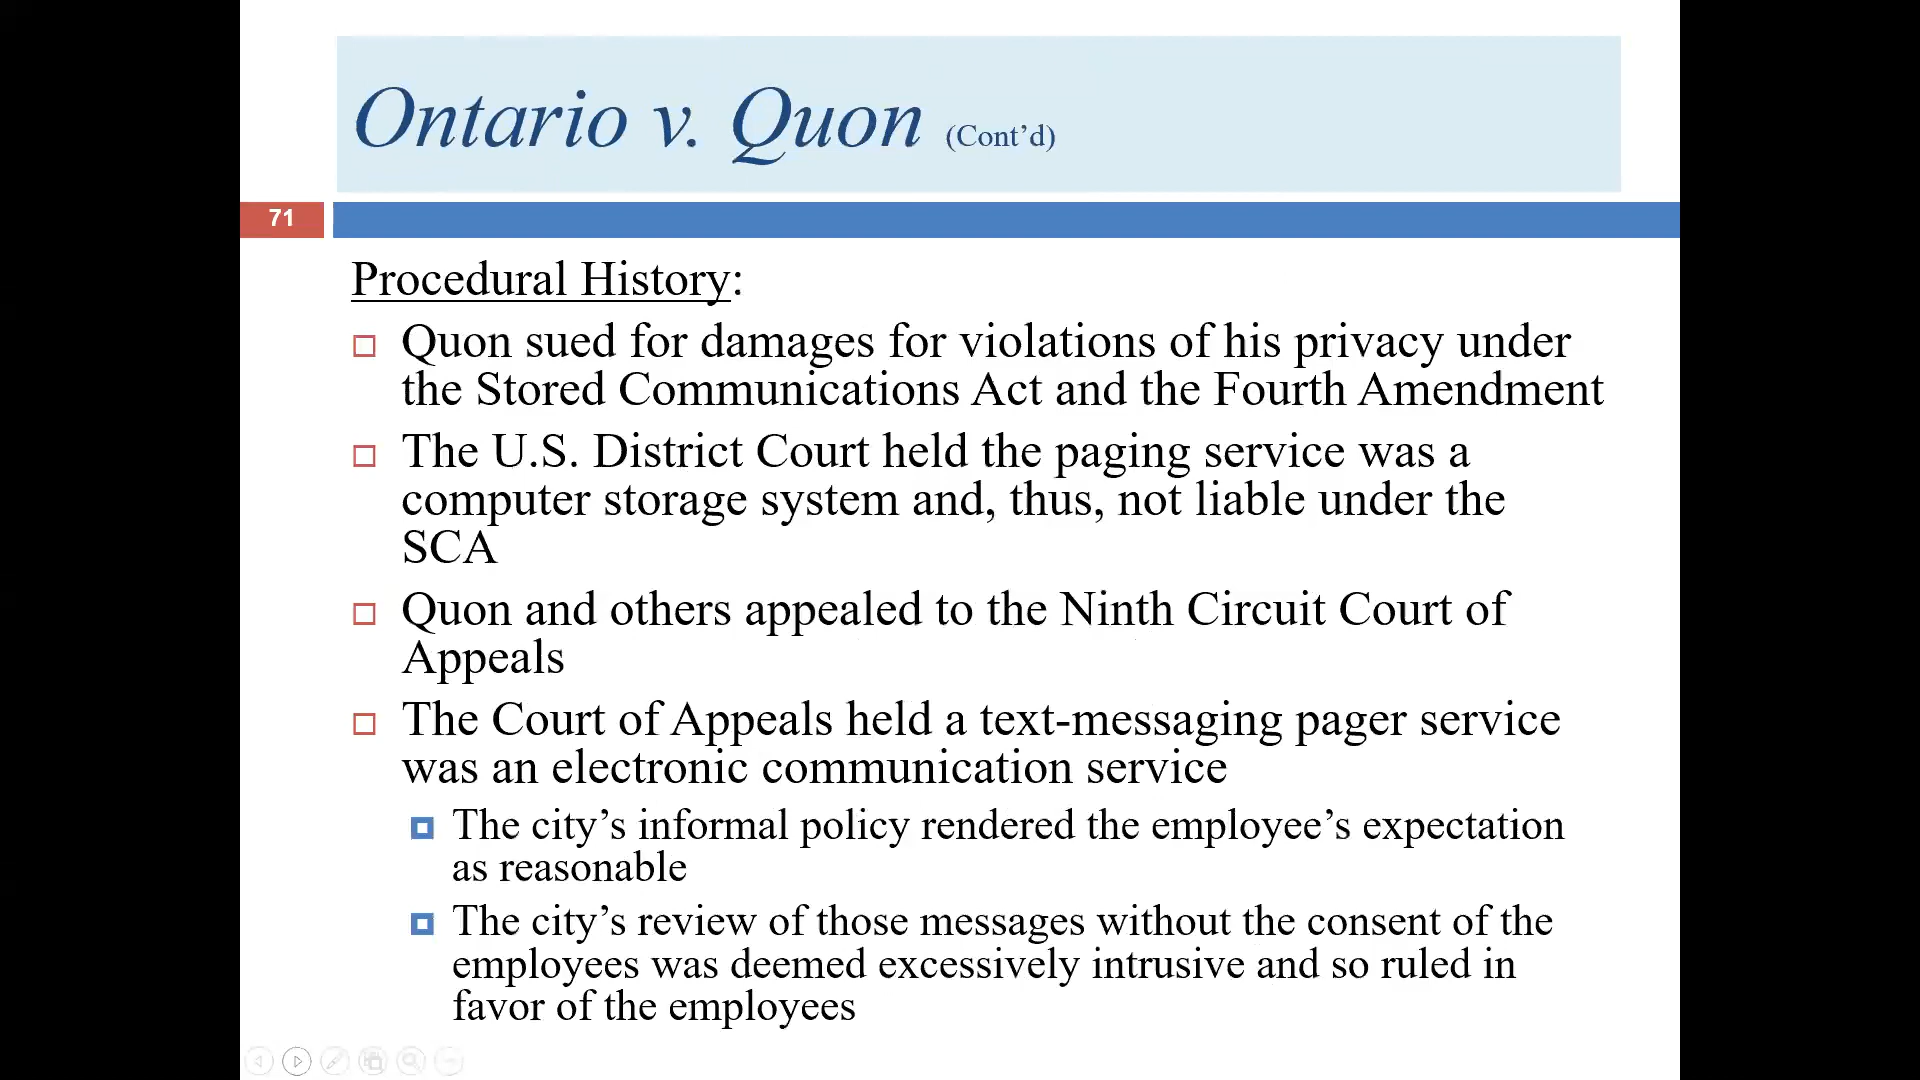 Ontario v. Quon (Cont’d)
71
Procedural History:
Quon sued for damages for violations of his privacy under
the Stored Communications Act and the Fourth Amendment
The U.S. District Court held the paging service was a
computer storage system and, thus, not liable under the
SCA
Quon and others appealed to the Ninth Circuit Court of
Appeals
The Court of Appeals held a text-messaging pager service
was an electronic communication service
The city’s informal policy rendered the employee’s expectation
as reasonable
The city’s review of those messages without the consent of the
employees was deemed excessively intrusive and so ruled in
favor of the employees